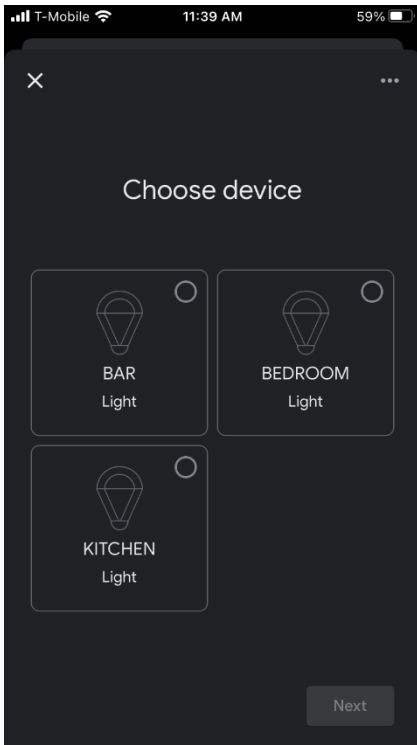 T-Mobile 11:39 AM 59%
Choose device
BAR
Light
BEDROOM
Light
KITCHEN
Light
Next